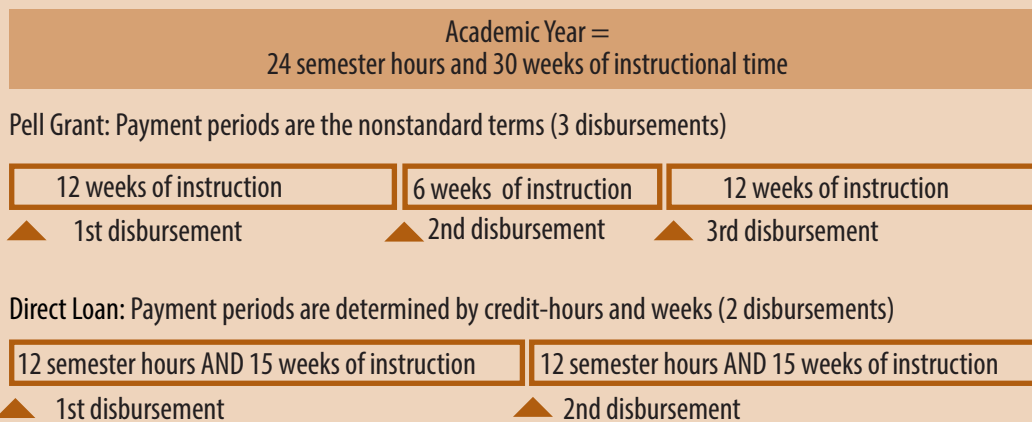 Academic Year =
24 semester hours and 30 weeks of instructional time
Pell Grant: Payment periods are the nonstandard terms (3 disbursements)
12 weeks of instruction
6 weeks of instruction
12 weeks of instruction
1st disbursement
2nd disbursement
3rd disbursement
Direct Loan: Payment periods are determined by credit-hours and weeks (2 disbursements)
12 semester hours AND 15 weeks of instruction
12 semester hours AND 15 weeks of instruction
1st disbursement
2nd disbursement